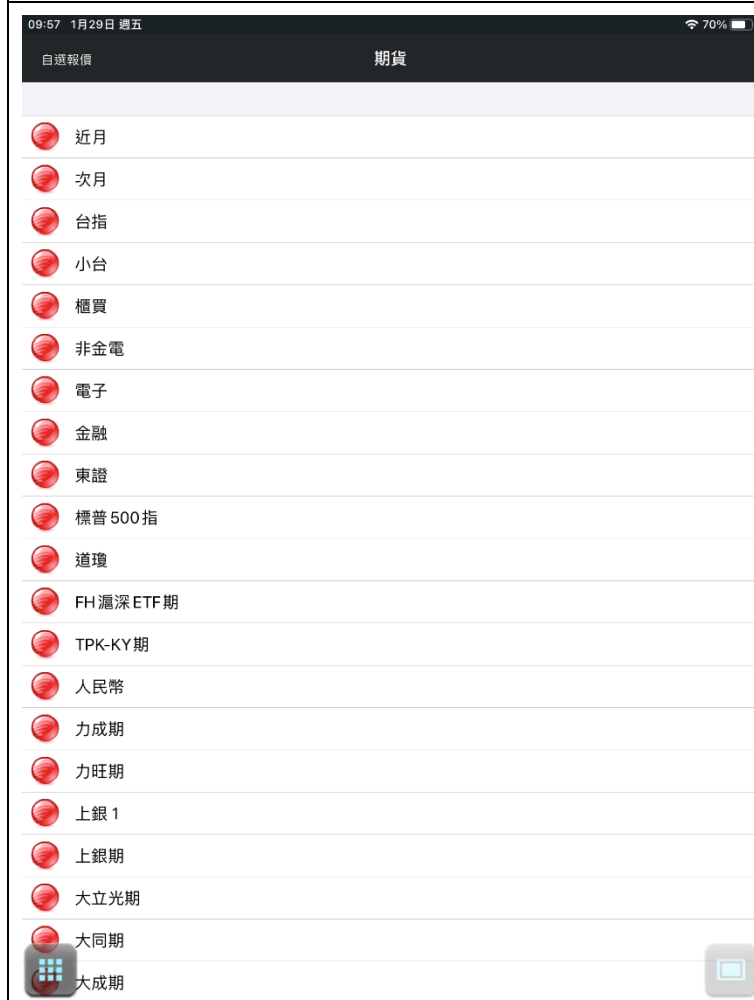 09:57 1月29日 週五 70%
自選報價 期貨
近月
次月
台指
小台
櫃買
非金電
電子
金融
東證
標普500指
道瓊
FH滬深ETF期
TPK-KY期
人民幣
力成期
力旺期
上銀1
上銀期
大立光期
大同期
大成期